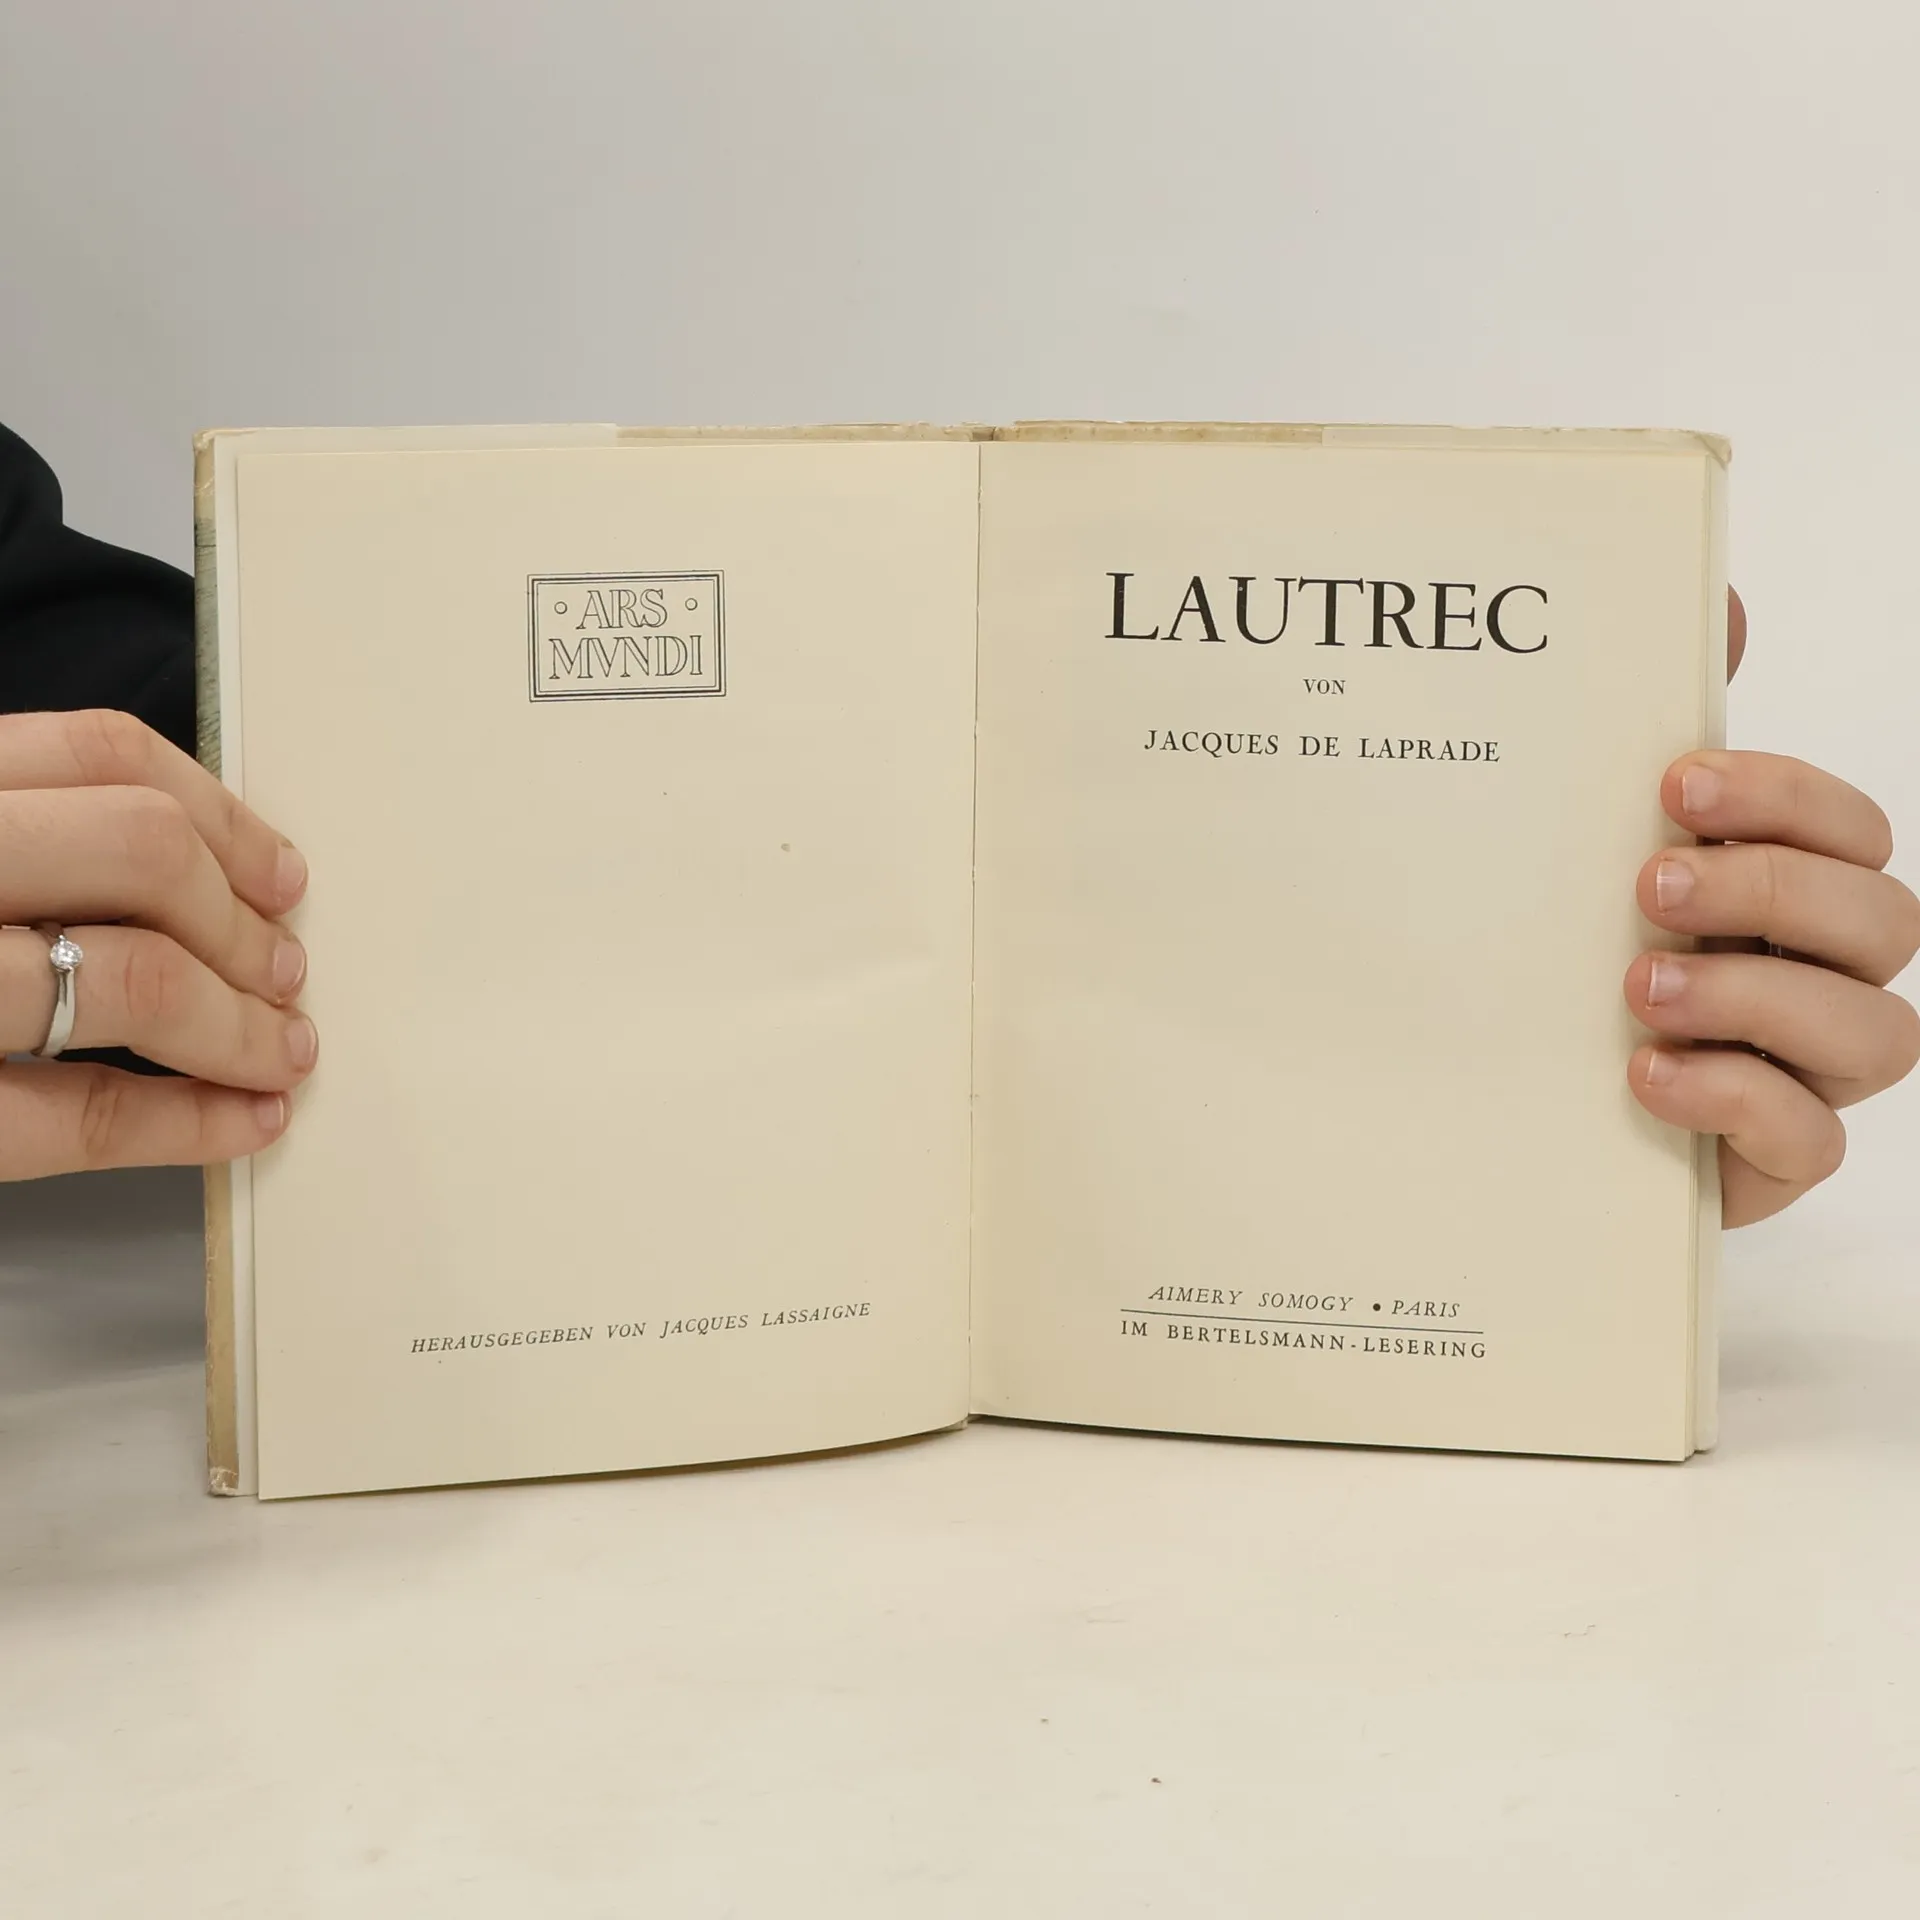 · ARS ·
MVNDI
HERAUSGEGEBEN VON JACQUES LASSAIGNE
LAUTREC
VON
JACQUES DE LAPRADE
AIMERY SOMOGY • PARIS
IM BERTELSMANN-LESERING